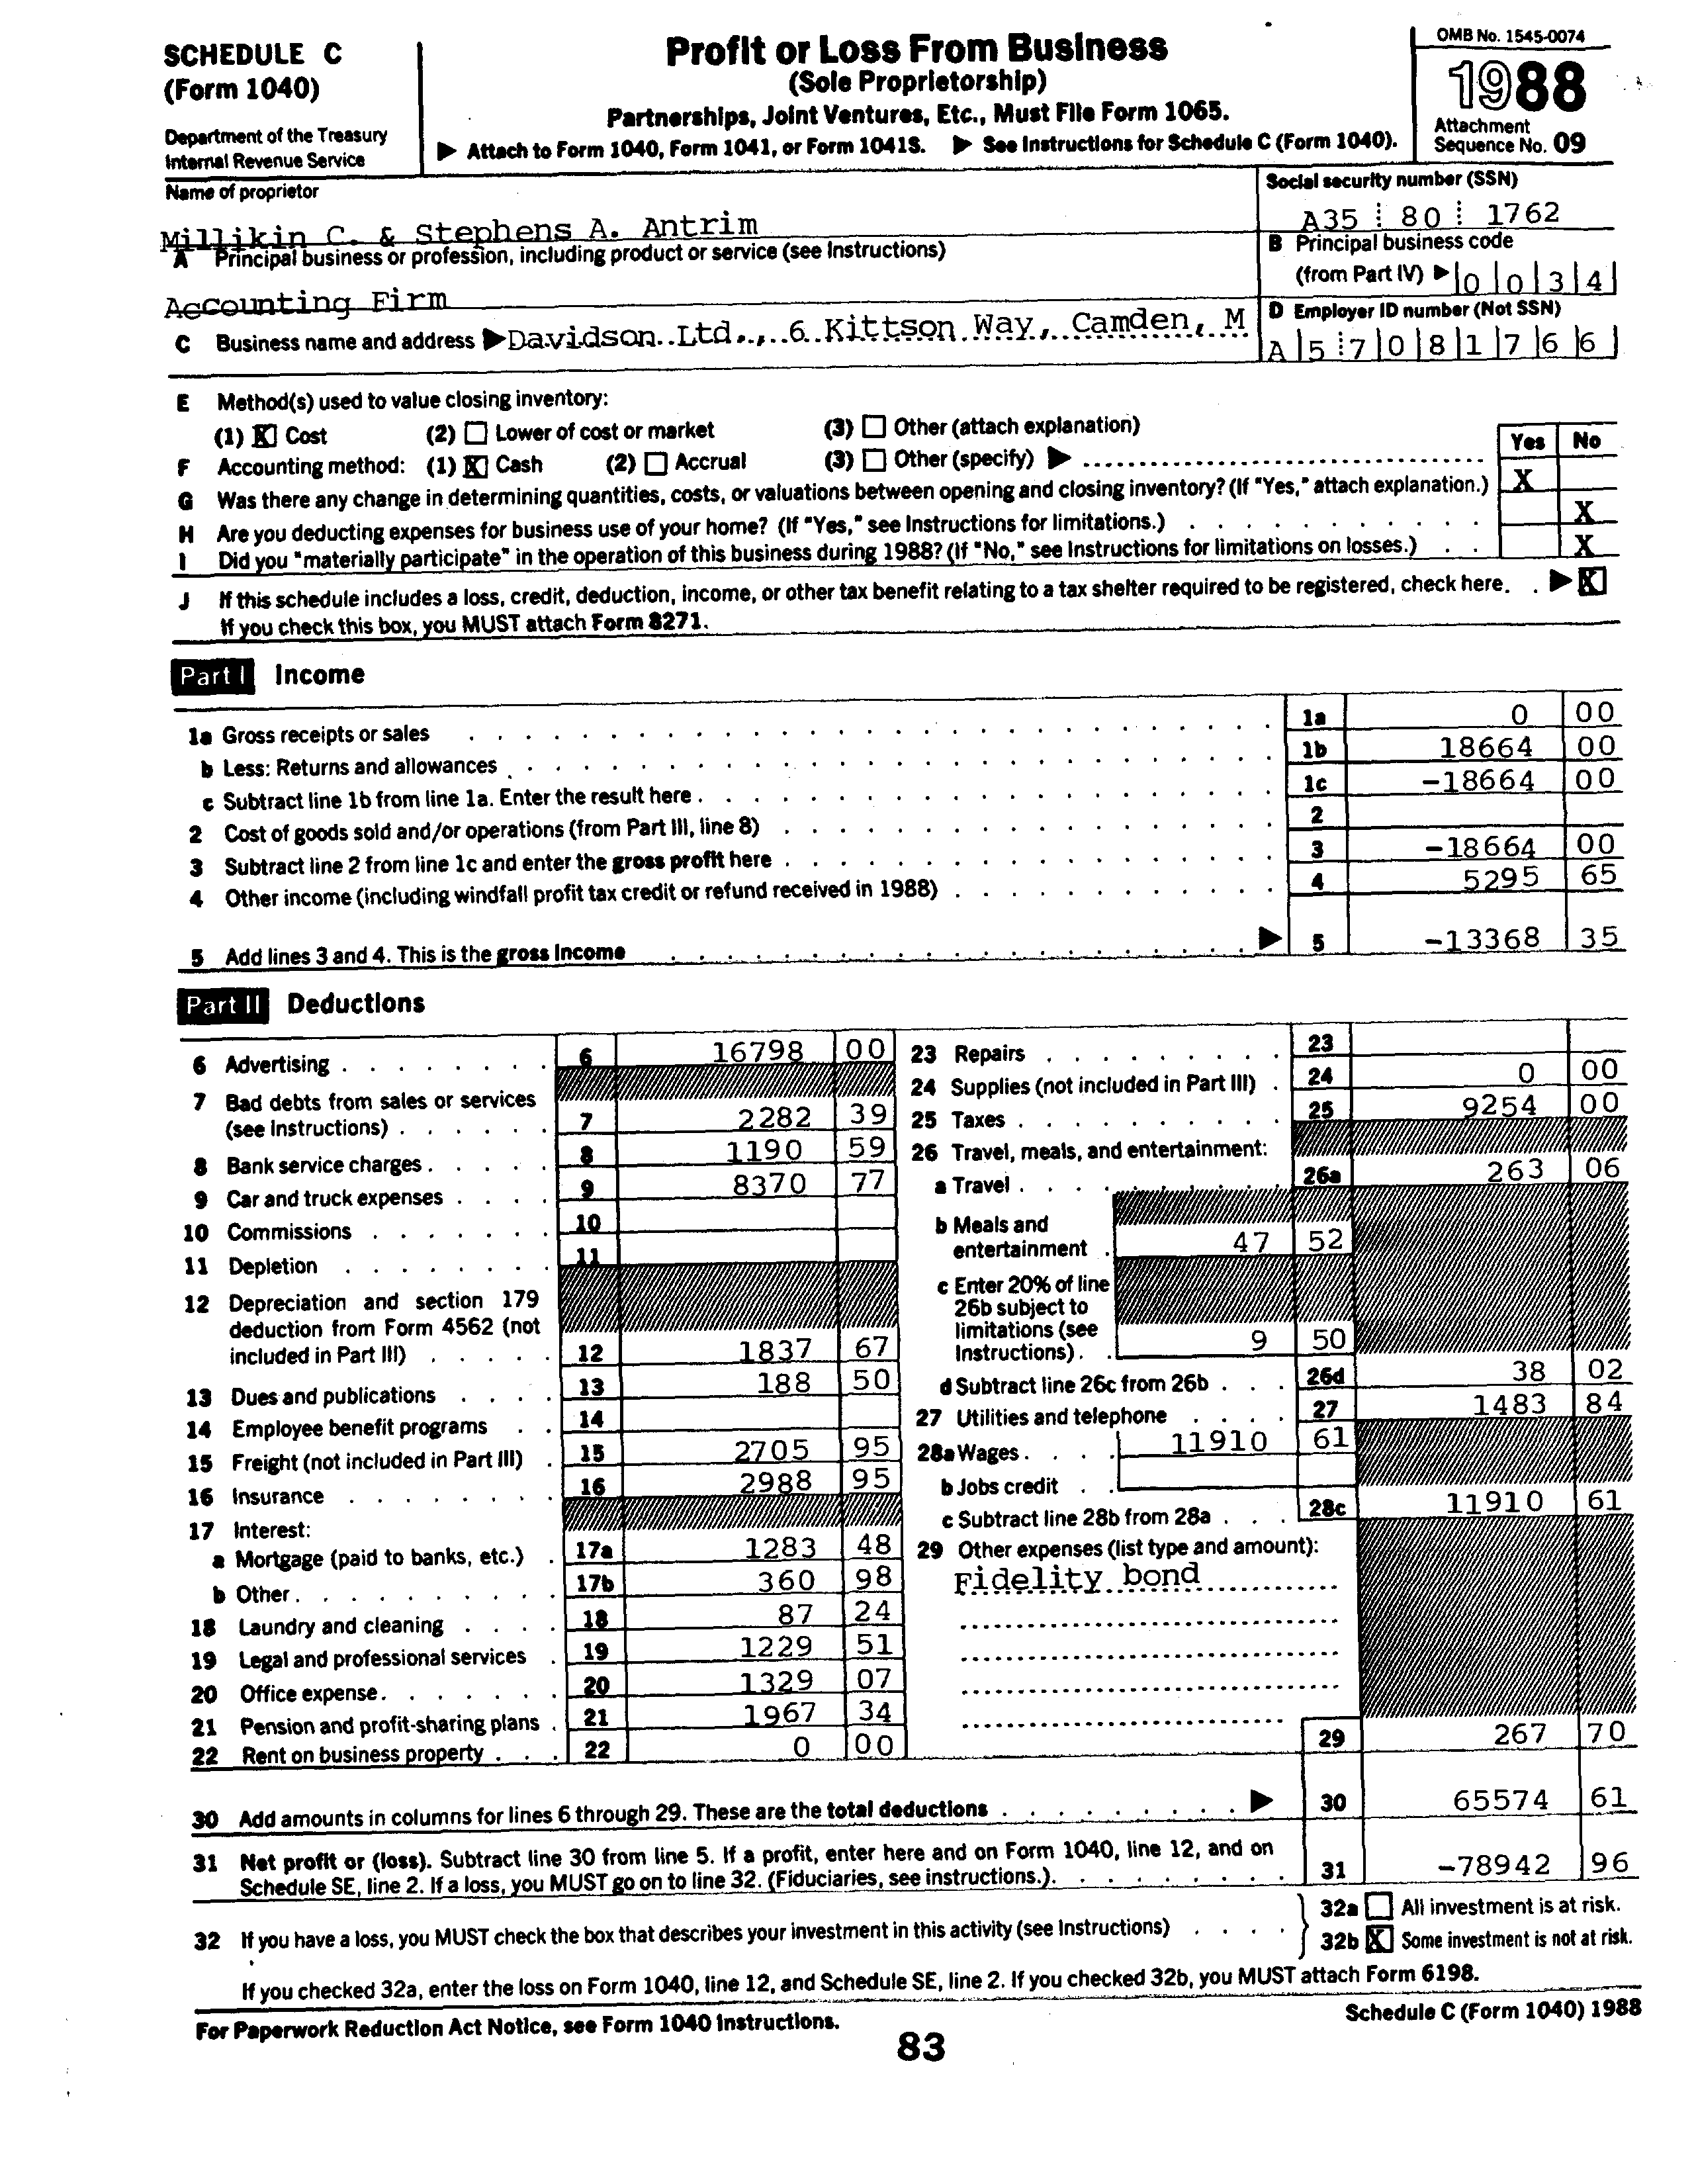 SCHEDULE C
(Form 1040)
Department of the Treasury
Internal Revenue Service
Profit or Loss From Business
(Sole Proprietorship)
Partnerships, Joint Ventures, Etc., Must File Form 1065.
▶ Attach to Form 1040, Form 1041, or Form 1041S. ▶ See Instructions for Schedule C (Form 1040).
OMB No. 1545-0074
1988
Attachment
Sequence No. 09
Name of proprietor
Millikin C. & Stephens A. Antrim
Social security number (SSN)
A35 80 1762
A Principal business or profession, including product or service (see Instructions)
Accounting Firm
B Principal business code
(from Part IV) ▶ 0 0 3 4
C Business name and address ▶ Davidson Ltd., 6 Kittson Way, Camden, M
D Employer ID number (Not SSN)
A 5 7 0 8 1 7 6 6
E Method(s) used to value closing inventory:
(1) [X] Cost (2) [ ] Lower of cost or market (3) [ ] Other (attach explanation)
F Accounting method: (1) [X] Cash (2) [ ] Accrual (3) [ ] Other (specify) ▶
Yes No
G Was there any change in determining quantities, costs, or valuations between opening and closing inventory? (If "Yes," attach explanation.) X
H Are you deducting expenses for business use of your home? (If "Yes," see Instructions for limitations.) X
I Did you "materially participate" in the operation of this business during 1988? (If "No," see Instructions for limitations on losses.) X
J If this schedule includes a loss, credit, deduction, income, or other tax benefit relating to a tax shelter required to be registered, check here. ▶ [X]
If you check this box, you MUST attach Form 8271.
Part I Income
1a Gross receipts or sales 1a 0 00
b Less: Returns and allowances 1b 18664 00
c Subtract line 1b from line 1a. Enter the result here 1c -18664 00
2 Cost of goods sold and/or operations (from Part III, line 8) 2
3 Subtract line 2 from line 1c and enter the gross profit here 3 -18664 00
4 Other income (including windfall profit tax credit or refund received in 1988) 4 5295 65
5 Add lines 3 and 4. This is the gross income ▶ 5 -13368 35
Part II Deductions
6 Advertising 6 16798 00
7 Bad debts from sales or services
(see Instructions) 7 2282 39
8 Bank service charges 8 1190 59
9 Car and truck expenses 9 8370 77
10 Commissions 10
11 Depletion 11
12 Depreciation and section 179
deduction from Form 4562 (not
included in Part III) 12 1837 67
13 Dues and publications 13 188 50
14 Employee benefit programs 14
15 Freight (not included in Part III) 15 2705 95
16 Insurance 16 2988 95
17 Interest:
a Mortgage (paid to banks, etc.) 17a 1283 48
b Other 17b 360 98
18 Laundry and cleaning 18 87 24
19 Legal and professional services 19 1229 51
20 Office expense 20 1329 07
21 Pension and profit-sharing plans 21 1967 34
22 Rent on business property 22 0 00
23 Repairs 23
24 Supplies (not included in Part III) 24 0 00
25 Taxes 25 9254 00
26 Travel, meals, and entertainment:
a Travel 26a 263 06
b Meals and
entertainment 47 52
c Enter 20% of line
26b subject to
limitations (see
Instructions) 9 50
d Subtract line 26c from 26b 26d 38 02
27 Utilities and telephone 27 1483 84
28a Wages 11910 61
b Jobs credit
c Subtract line 28b from 28a 28c 11910 61
29 Other expenses (list type and amount):
Fidelity bond
29 267 70
30 Add amounts in columns for lines 6 through 29. These are the total deductions ▶ 30 65574 61
31 Net profit or (loss). Subtract line 30 from line 5. If a profit, enter here and on Form 1040, line 12, and on
Schedule SE, line 2. If a loss, you MUST go on to line 32. (Fiduciaries, see instructions.) 31 -78942 96
32 If you have a loss, you MUST check the box that describes your investment in this activity (see Instructions)
32a [ ] All investment is at risk.
32b [X] Some investment is not at risk.
If you checked 32a, enter the loss on Form 1040, line 12, and Schedule SE, line 2. If you checked 32b, you MUST attach Form 6198.
For Paperwork Reduction Act Notice, see Form 1040 Instructions.
Schedule C (Form 1040) 1988
83